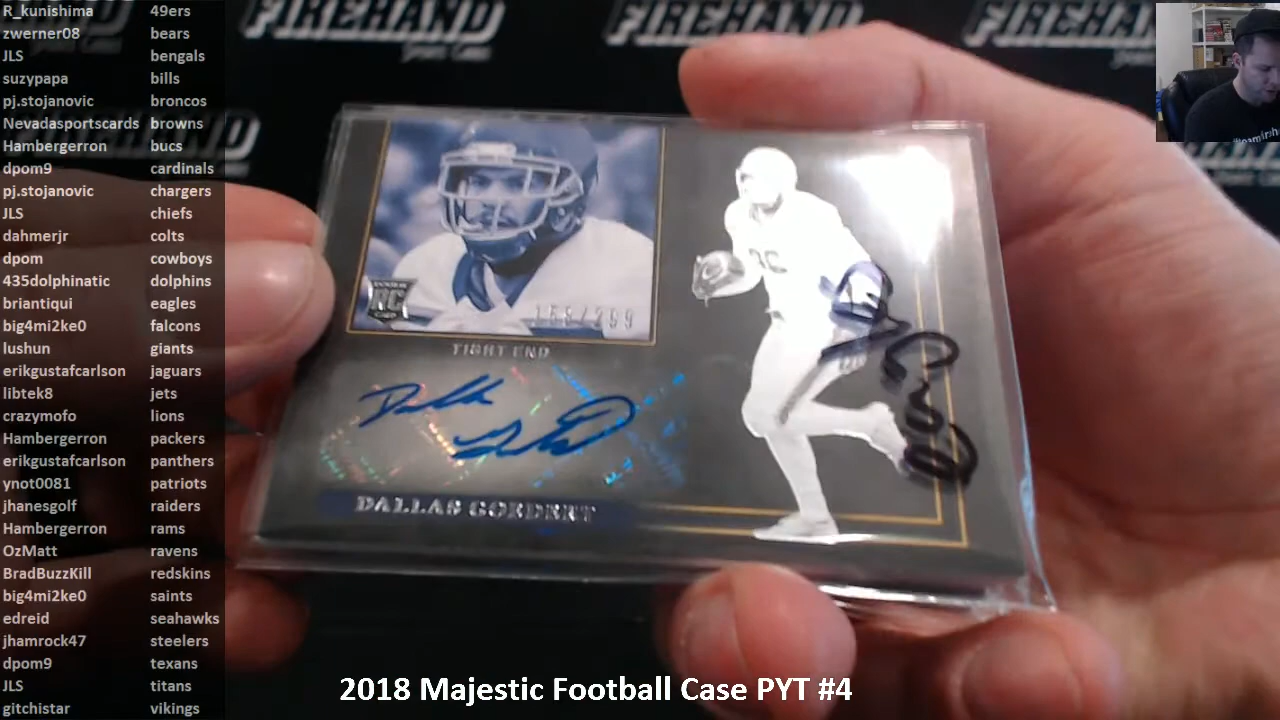 R_kunishima 49ers
zwerner08 bears
JLS bengals
suzypapa bills
pj.stojanovic broncos
Nevadasportscards browns
Hambergerron bucs
dpom9 cardinals
pj.stojanovic chargers
JLS chiefs
dahmerjr colts
dpom cowboys
435dolphinatic dolphins
briantiqui eagles
big4mi2ke0 falcons
lushun giants
erikgustafcarlson jaguars
libtek8 jets
crazymofo lions
Hambergerron packers
erikgustafcarlson panthers
ynot0081 patriots
jhanesgolf raiders
Hambergerron rams
OzMatt ravens
BradBuzzKill redskins
big4mi2ke0 saints
edreid seahawks
jhamrock47 steelers
dpom9 texans
JLS titans
gitchistar vikings
FIREHAND
FIREHAND
FIREHAND
RC
/299
TIGHT END
DALLAS GOEDERT
2018 Majestic Football Case PYT #4